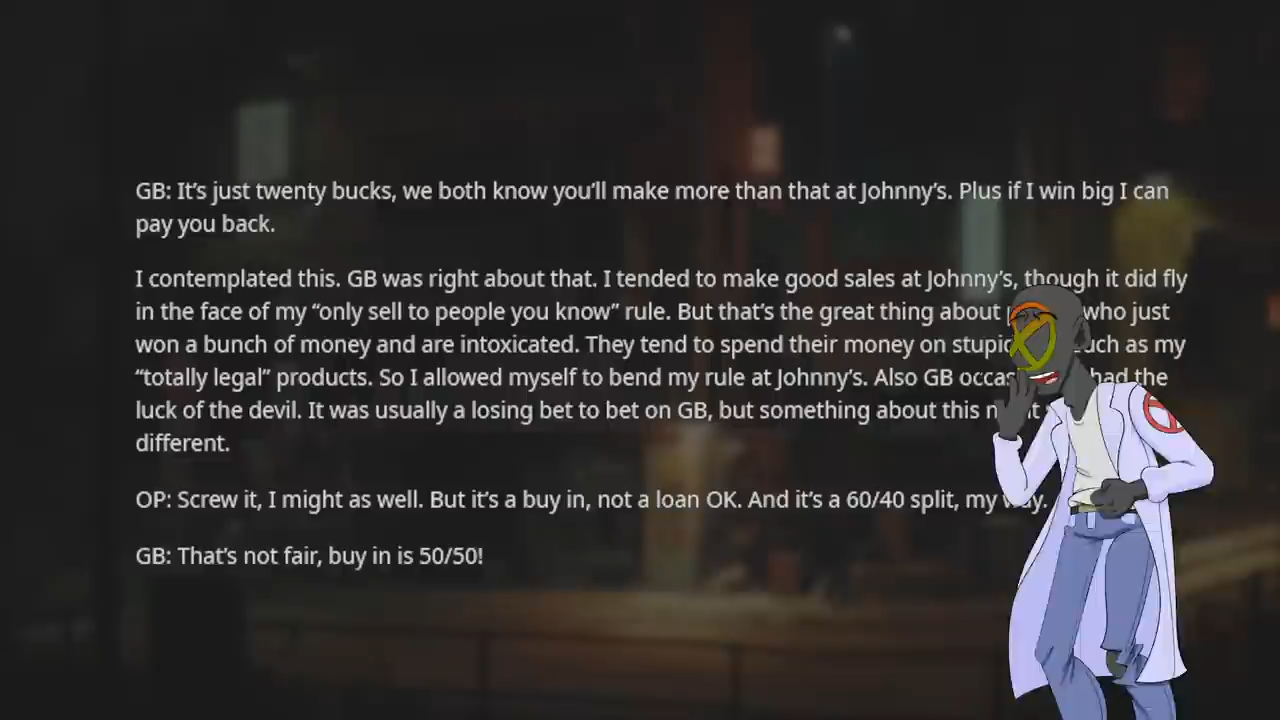 GB: It’s just twenty bucks, we both know you’ll make more than that at Johnny’s. Plus if I win big I can
pay you back.
I contemplated this. GB was right about that. I tended to make good sales at Johnny’s, though it did fly
in the face of my “only sell to people you know” rule. But that’s the great thing about who just
won a bunch of money and are intoxicated. They tend to spend their money on such as my
“totally legal” products. So I allowed myself to bend my rule at Johnny’s. Also GB had the
luck of the devil. It was usually a losing bet to bet on GB, but something about this
different.
OP: Screw it, I might as well. But it’s a buy in, not a loan OK. And it’s a 60/40 split, my way.
GB: That’s not fair, buy in is 50/50!